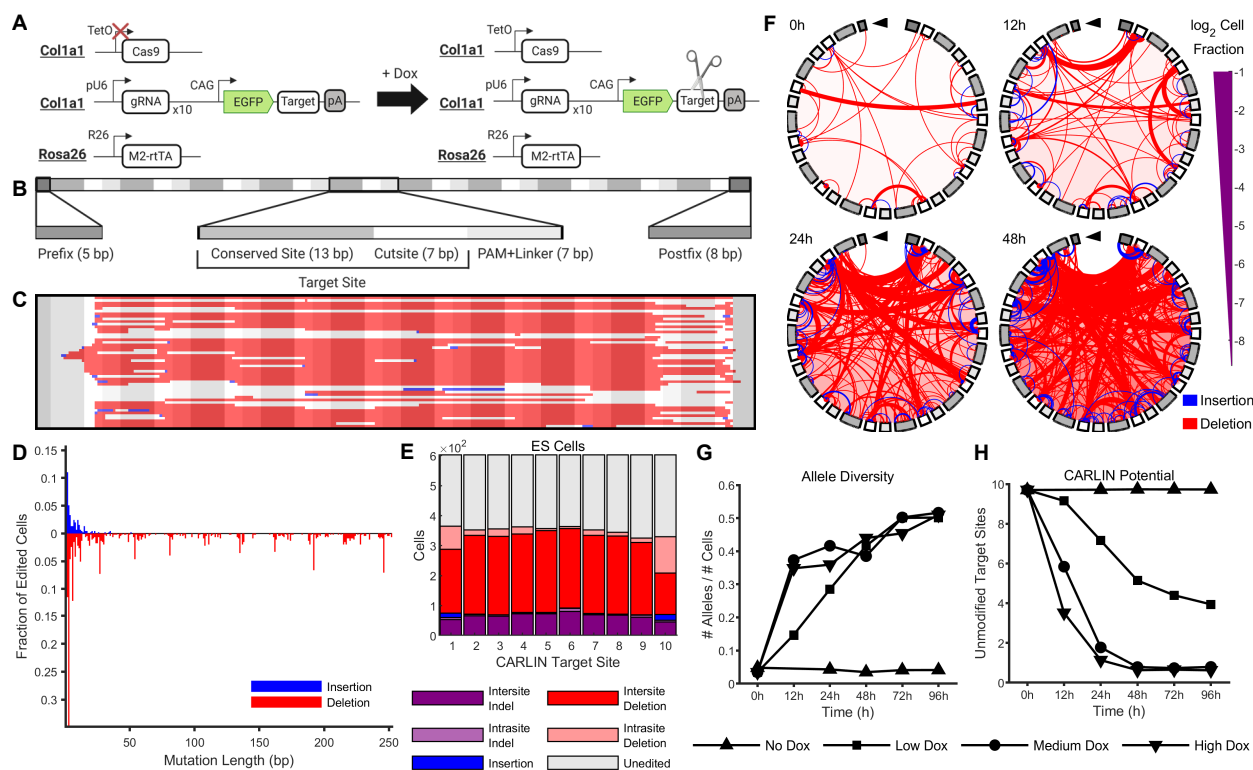 A
TetO
Col1a1
Cas9
pU6
CAG
Col1a1
gRNA
x10
EGFP
Target
pA
R26
Rosa26
M2-rtTA
+ Dox
TetO
Col1a1
Cas9
pU6
CAG
Col1a1
gRNA
x10
EGFP
Target
pA
R26
Rosa26
M2-rtTA
B
Prefix (5 bp)
Conserved Site (13 bp)
Cutsite (7 bp)
PAM+Linker (7 bp)
Postfix (8 bp)
Target Site
C
D
Fraction of Edited Cells
0.15
0.1
0.05
0
0.05
0.1
0.15
0.2
0.25
0.3
50
100
150
200
250
Mutation Length (bp)
Insertion
Deletion
E
×10²
ES Cells
Cells
6
4
2
0
1 2 3 4 5 6 7 8 9 10
CARLIN Target Site
Intersite
Indel
Intersite
Deletion
Intrasite
Indel
Intrasite
Deletion
Insertion
Unedited
F
0h
12h
24h
48h
log₂ Cell
Fraction
-1
-2
-3
-4
-5
-6
-7
-8
Insertion
Deletion
G
Allele Diversity
# Alleles / # Cells
0.6
0.5
0.4
0.3
0.2
0.1
0
0h 12h 24h 48h 72h 96h
Time (h)
H
CARLIN Potential
Unmodified Target Sites
10
8
6
4
2
0
0h 12h 24h 48h 72h 96h
Time (h)
No Dox
Low Dox
Medium Dox
High Dox